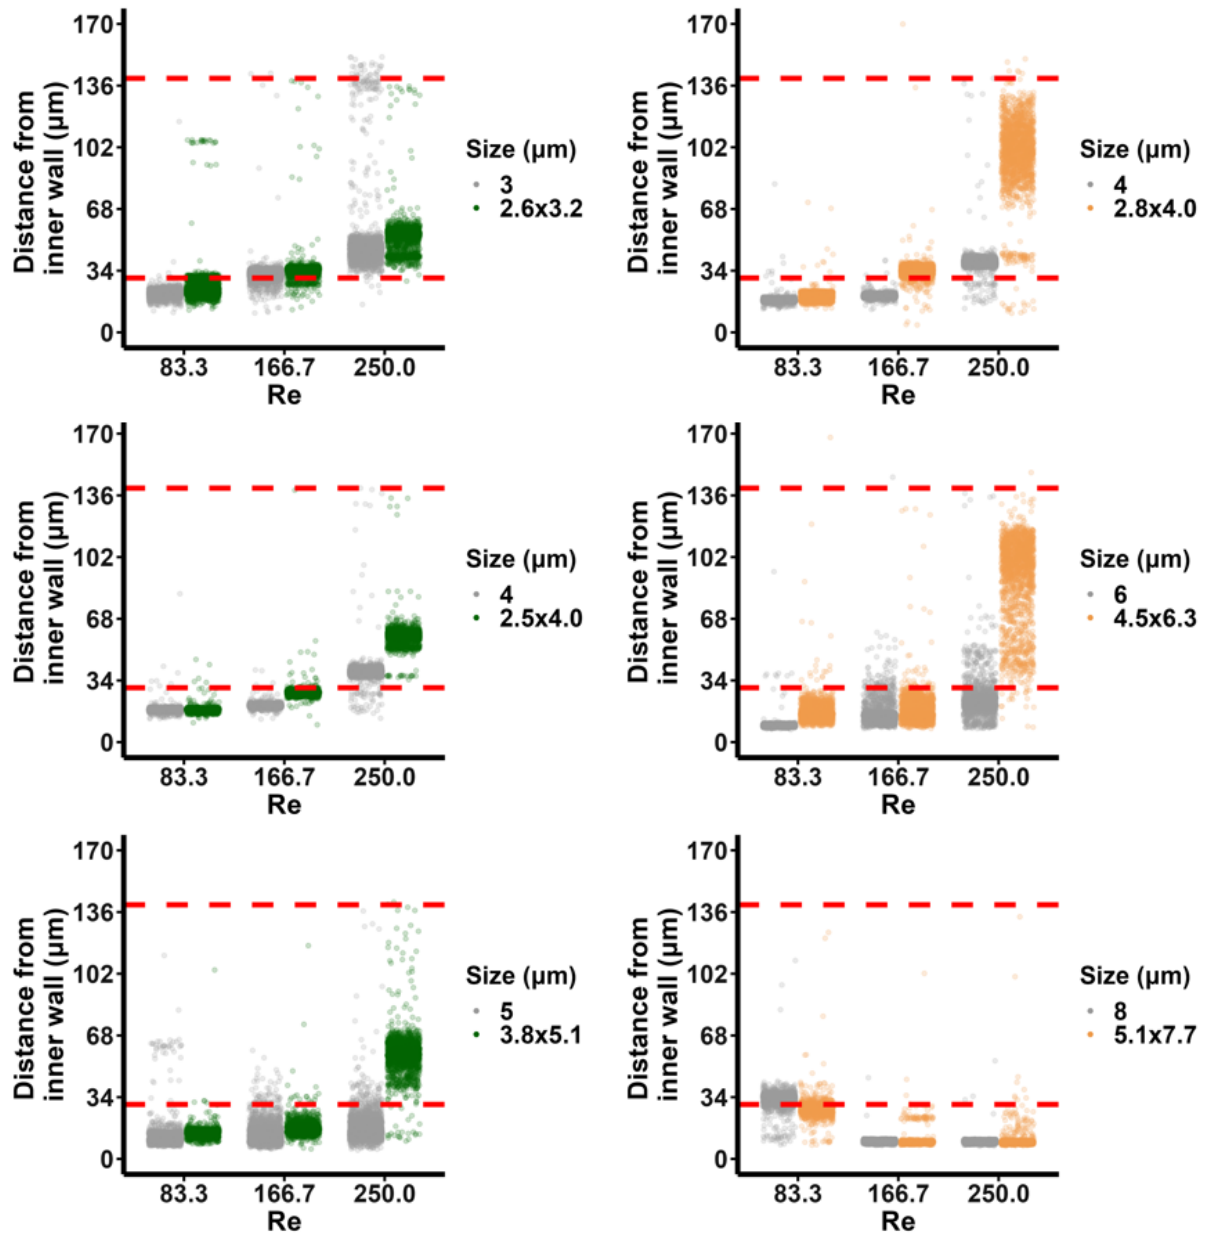 170
136
102
68
34
0
Distance from
inner wall (µm)
83.3 166.7 250.0
Re
Size (µm)
3
2.6x3.2
170
136
102
68
34
0
Distance from
inner wall (µm)
83.3 166.7 250.0
Re
Size (µm)
4
2.8x4.0
170
136
102
68
34
0
Distance from
inner wall (µm)
83.3 166.7 250.0
Re
Size (µm)
4
2.5x4.0
170
136
102
68
34
0
Distance from
inner wall (µm)
83.3 166.7 250.0
Re
Size (µm)
6
4.5x6.3
170
136
102
68
34
0
Distance from
inner wall (µm)
83.3 166.7 250.0
Re
Size (µm)
5
3.8x5.1
170
136
102
68
34
0
Distance from
inner wall (µm)
83.3 166.7 250.0
Re
Size (µm)
8
5.1x7.7